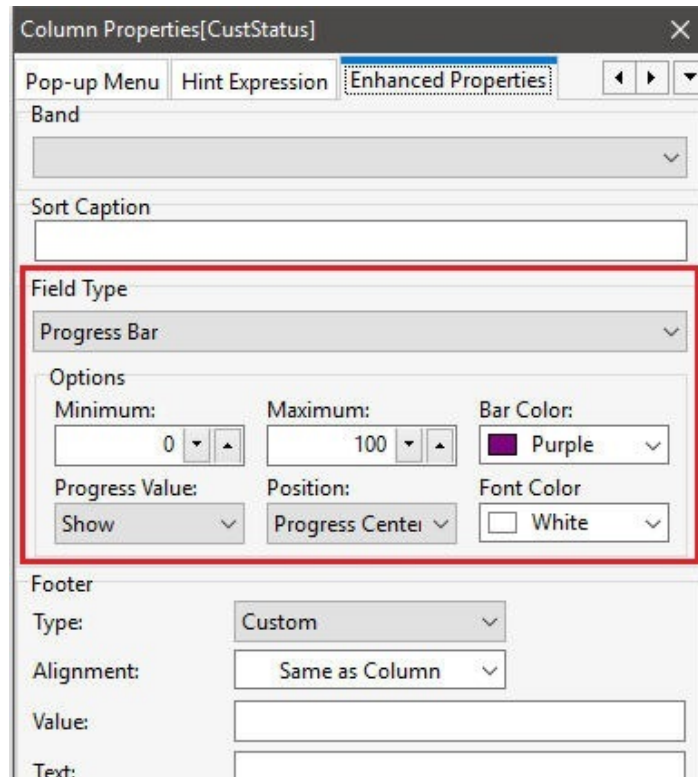 Column Properties[CustStatus]
Pop-up Menu Hint Expression Enhanced Properties
Band
Sort Caption
Field Type
Progress Bar
Options
Minimum: Maximum: Bar Color:
0 100 Purple
Progress Value: Position: Font Color
Show Progress Center White
Footer
Type: Custom
Alignment: Same as Column
Value:
Text: